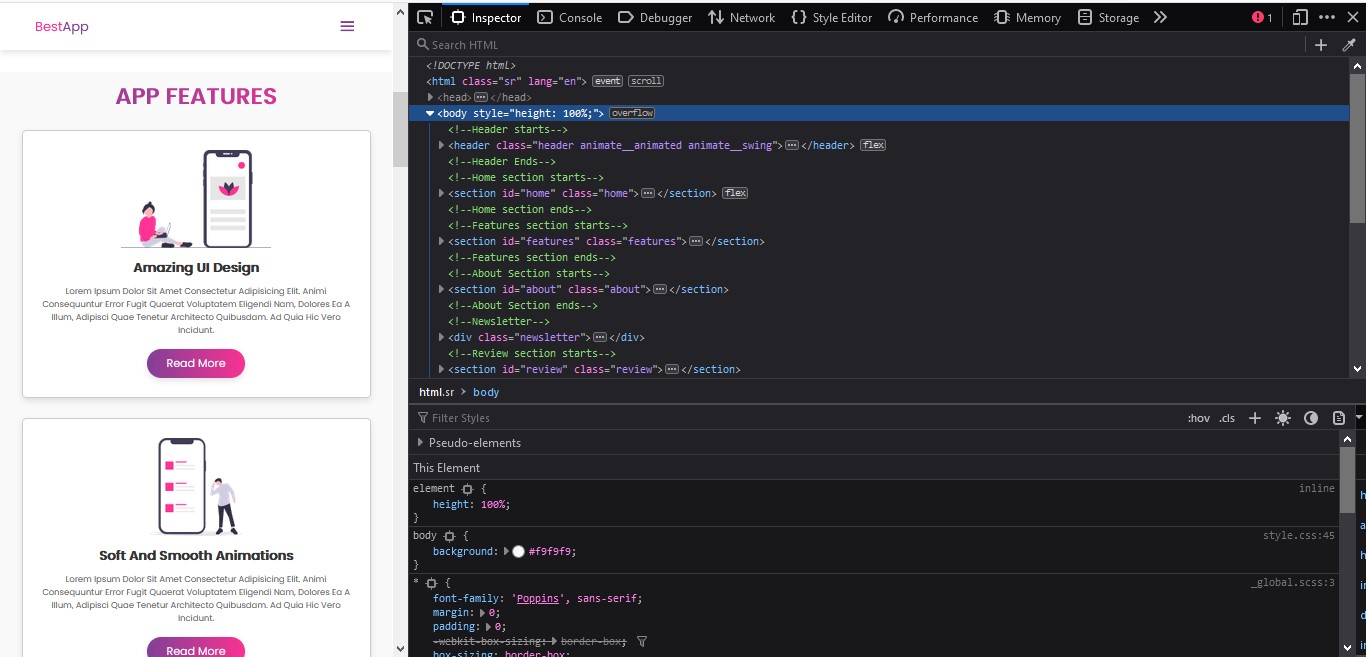 BestApp
APP FEATURES
Amazing UI Design
Lorem Ipsum Dolor Sit Amet Consectetur Adipisicing Elit. Animi
Consequuntur Error Fugit Quaerat Voluptatem Eligendi Nam, Dolores Ea A
Illum, Adipisci Quae Tenetur Architecto Quibusdam. Ad Quia Hic Vero
Incidunt.
Read More
Soft And Smooth Animations
Lorem Ipsum Dolor Sit Amet Consectetur Adipisicing Elit. Animi
Consequuntur Error Fugit Quaerat Voluptatem Eligendi Nam, Dolores Ea A
Illum, Adipisci Quae Tenetur Architecto Quibusdam. Ad Quia Hic Vero
Incidunt.
Read More
Inspector Console Debugger Network {} Style Editor Performance Memory Storage 1
Search HTML
<!DOCTYPE html>
<html class="sr" lang="en"> event scroll
<head> </head>
<body style="height: 100%;"> overflow
<!--Header starts-->
<header class="header animate__animated animate__swing"> </header> flex
<!--Header Ends-->
<!--Home section starts-->
<section id="home" class="home"> </section> flex
<!--Home section ends-->
<!--Features section starts-->
<section id="features" class="features"> </section>
<!--Features section ends-->
<!--About Section starts-->
<section id="about" class="about"> </section>
<!--About Section ends-->
<!--Newsletter-->
<div class="newsletter"> </div>
<!--Review section starts-->
<section id="review" class="review"> </section>
html.sr > body
Filter Styles :hov .cls +
Pseudo-elements
This Element
element { inline
height: 100%;
}
body { style.css:45
background: #f9f9f9;
}
* { _global.scss:3
font-family: 'Poppins', sans-serif;
margin: 0;
padding: 0;
-webkit-box-sizing: border-box;
box-sizing: border-box;